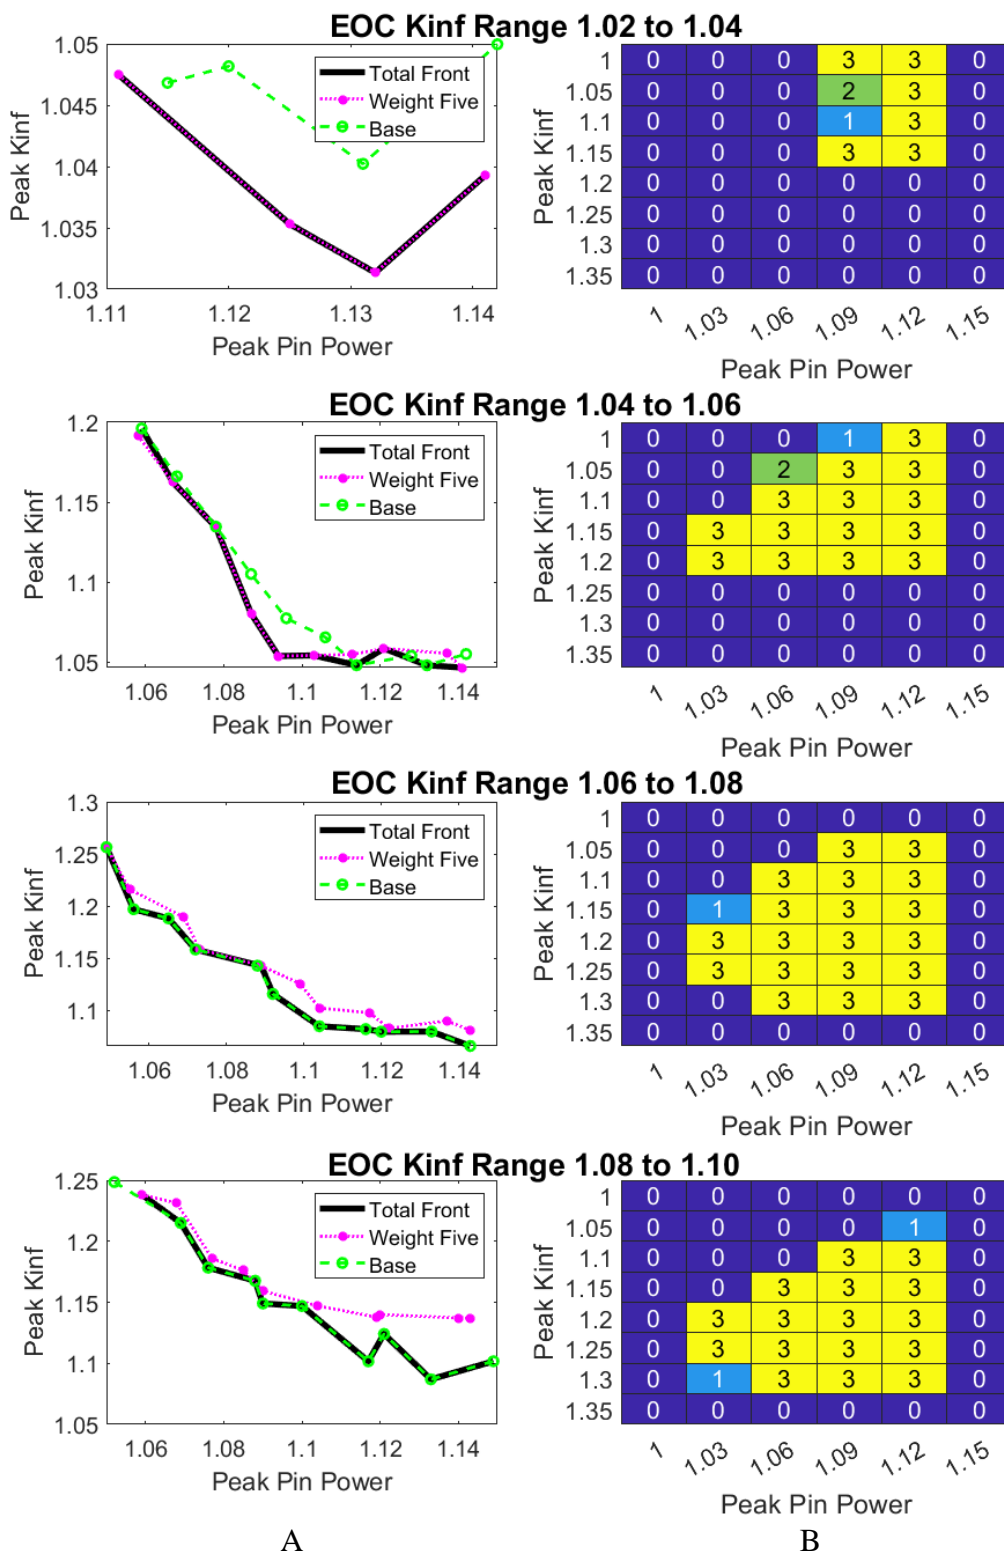 EOC Kinf Range 1.02 to 1.04
1.05
1.045
1.04
1.035
1.03
Peak Kinf
Total Front
Weight Five
Base
1.11 1.12 1.13 1.14
Peak Pin Power
Peak Kinf
1 0 0 0 3 3 0
1.05 0 0 0 2 3 0
1.1 0 0 0 1 3 0
1.15 0 0 0 3 3 0
1.2 0 0 0 0 0 0
1.25 0 0 0 0 0 0
1.3 0 0 0 0 0 0
1.35 0 0 0 0 0 0
1 1.03 1.06 1.09 1.12 1.15
Peak Pin Power
EOC Kinf Range 1.04 to 1.06
1.2
1.15
1.1
1.05
Peak Kinf
Total Front
Weight Five
Base
1.06 1.08 1.1 1.12 1.14
Peak Pin Power
Peak Kinf
1 0 0 0 1 3 0
1.05 0 0 2 3 3 0
1.1 0 0 3 3 3 0
1.15 0 3 3 3 3 0
1.2 0 3 3 3 3 0
1.25 0 0 0 0 0 0
1.3 0 0 0 0 0 0
1.35 0 0 0 0 0 0
1 1.03 1.06 1.09 1.12 1.15
Peak Pin Power
EOC Kinf Range 1.06 to 1.08
1.3
1.25
1.2
1.15
1.1
Peak Kinf
Total Front
Weight Five
Base
1.06 1.08 1.1 1.12 1.14
Peak Pin Power
Peak Kinf
1 0 0 0 0 0 0
1.05 0 0 0 3 3 0
1.1 0 0 3 3 3 0
1.15 0 1 3 3 3 0
1.2 0 3 3 3 3 0
1.25 0 3 3 3 3 0
1.3 0 0 3 3 3 0
1.35 0 0 0 0 0 0
1 1.03 1.06 1.09 1.12 1.15
Peak Pin Power
EOC Kinf Range 1.08 to 1.10
1.25
1.2
1.15
1.1
1.05
Peak Kinf
Total Front
Weight Five
Base
1.06 1.08 1.1 1.12 1.14
Peak Pin Power
Peak Kinf
1 0 0 0 0 0 0
1.05 0 0 0 0 1 0
1.1 0 0 0 3 3 0
1.15 0 0 3 3 3 0
1.2 0 3 3 3 3 0
1.25 0 3 3 3 3 0
1.3 0 1 3 3 3 0
1.35 0 0 0 0 0 0
1 1.03 1.06 1.09 1.12 1.15
Peak Pin Power
A B